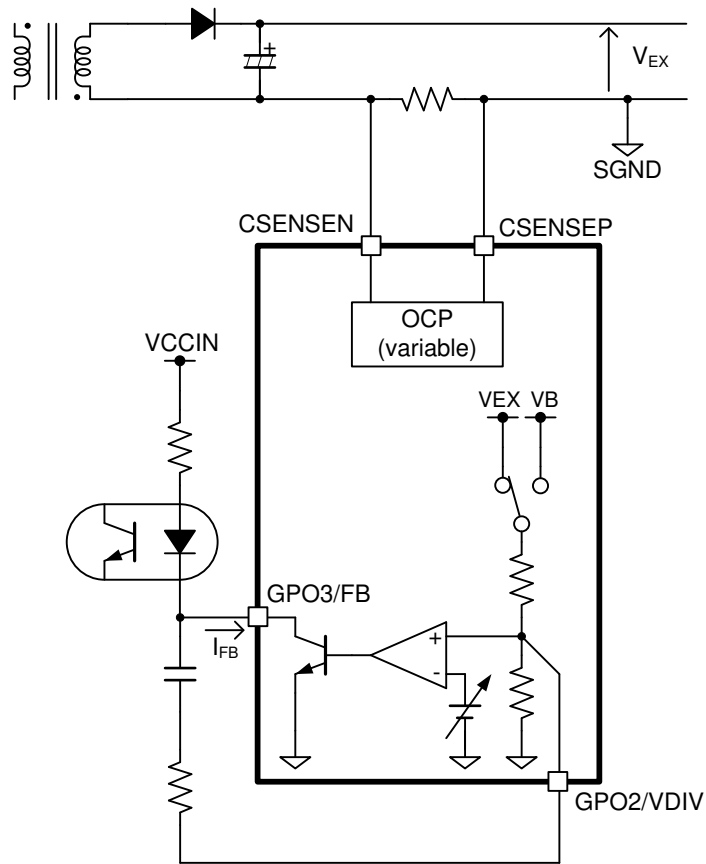 +
VEX
SGND
CSENSEN
CSENSEP
OCP
(variable)
VCCIN
VEX
VB
GPO3/FB
IFB
+
-
GPO2/VDIV